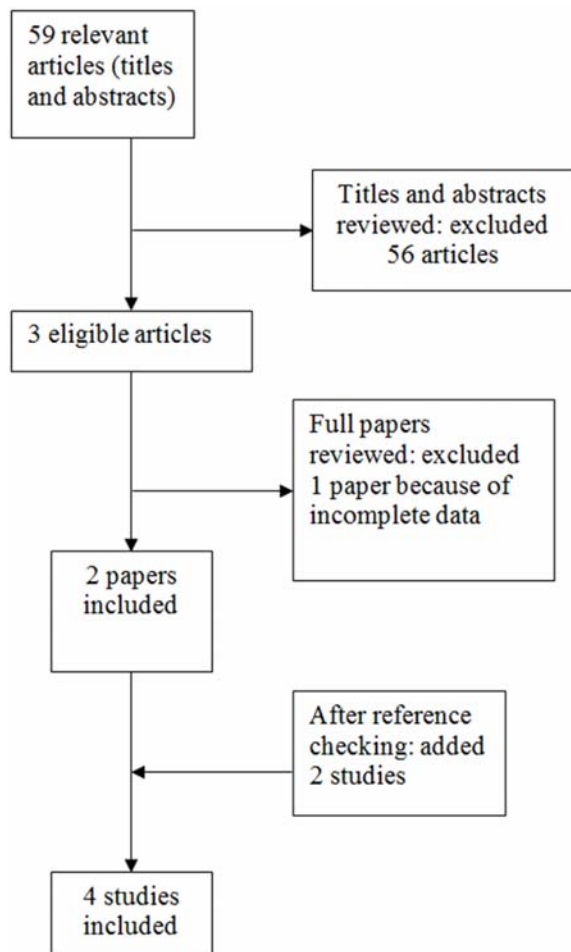 59 relevant
articles (titles
and abstracts)
Titles and abstracts
reviewed: excluded
56 articles
3 eligible articles
Full papers
reviewed: excluded
1 paper because of
incomplete data
2 papers
included
After reference
checking: added
2 studies
4 studies
included